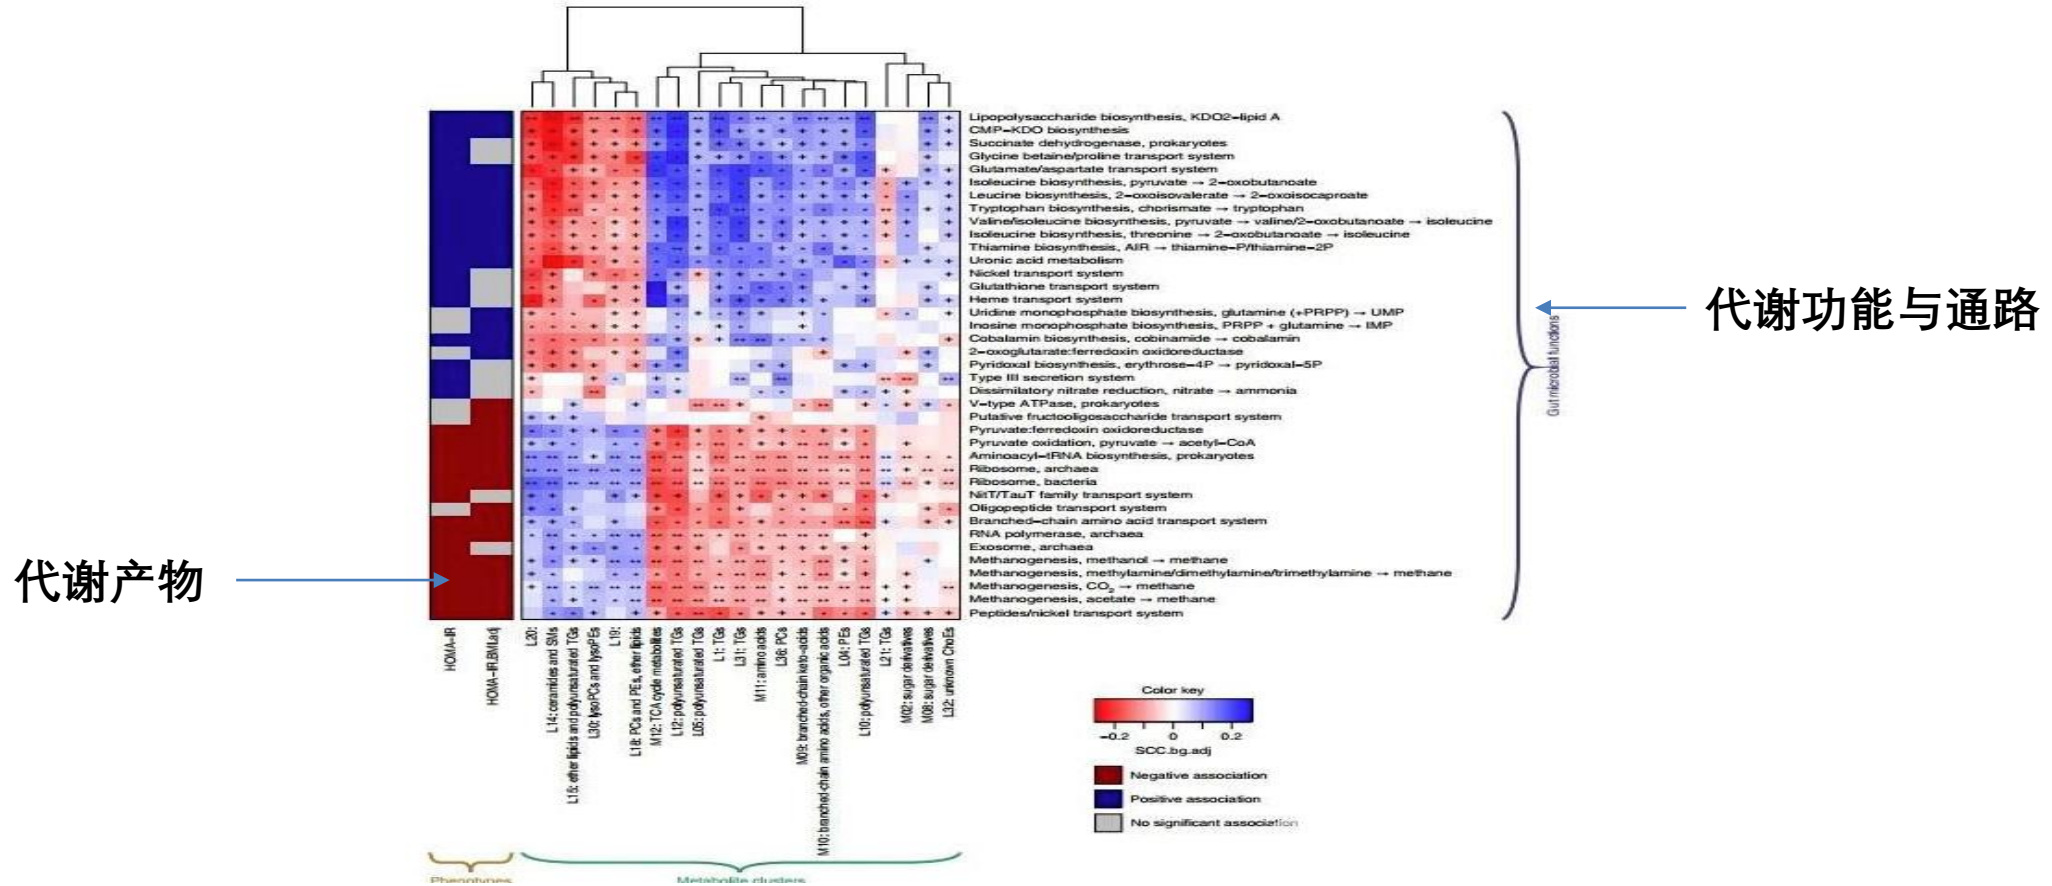 Lipopolysaccharide biosynthesis, KDO2−lipid A
CMP−KDO biosynthesis
Succinate dehydrogenase, prokaryotes
Glycine betaine/proline transport system
Glutamate/aspartate transport system
Isoleucine biosynthesis, pyruvate → 2−oxobutanoate
Leucine biosynthesis, 2−oxoisovalerate → 2−oxoisocaproate
Tryptophan biosynthesis, chorismate → tryptophan
Valine/isoleucine biosynthesis, pyruvate → valine/2−oxobutanoate → isoleucine
Isoleucine biosynthesis, threonine → 2−oxobutanoate → isoleucine
Thiamine biosynthesis, AIR → thiamine−P/thiamine−2P
Uronic acid metabolism
Nickel transport system
Glutathione transport system
Heme transport system
Uridine monophosphate biosynthesis, glutamine (+PRPP) → UMP
Inosine monophosphate biosynthesis, PRPP + glutamine → IMP
Cobalamin biosynthesis, cobinamide → cobalamin
2−oxoglutarate:ferredoxin oxidoreductase
Pyridoxal biosynthesis, erythrose−4P → pyridoxal−5P
Type III secretion system
Dissimilatory nitrate reduction, nitrate → ammonia
V−type ATPase, prokaryotes
Putative fructooligosaccharide transport system
Pyruvate:ferredoxin oxidoreductase
Pyruvate oxidation, pyruvate → acetyl−CoA
Aminoacyl−tRNA biosynthesis, prokaryotes
Ribosome, archaea
Ribosome, bacteria
NitT/TauT family transport system
Oligopeptide transport system
Branched−chain amino acid transport system
RNA polymerase, archaea
Exosome, archaea
Methanogenesis, methanol → methane
Methanogenesis, methylamine/dimethylamine/trimethylamine → methane
Methanogenesis, CO₂ → methane
Methanogenesis, acetate → methane
Peptides/nickel transport system
Gut microbial functions
代谢功能与通路
代谢产物
HOMA−IR
HOMA−IR.BMI.adj
L20:
L14: ceramides and SMs
L15: ether lipids and polyunsaturated TGs
L30: lysoPCs and lysoPEs
L19:
L18: PCs and PEs, ether lipids
M12: TCA cycle metabolites
L12: polyunsaturated TGs
L05: polyunsaturated TGs
L1: TGs
L31: TGs
M11: amino acids
L36: PCs
M09: branched-chain keto-acids
M10: branched-chain amino acids, other organic acids
L04: PEs
L10: polyunsaturated TGs
L21: TGs
M02: sugar derivatives
M08: sugar derivatives
L32: unknown ChoEs
Color key
−0.2 0 0.2
SCC.bg.adj
Negative association
Positive association
No significant association
Phenotypes
Metabolite clusters